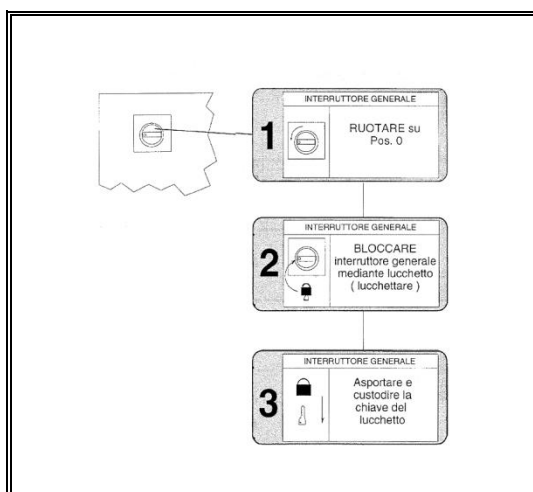 1
INTERRUTTORE GENERALE
RUOTARE su
Pos. 0
2
INTERRUTTORE GENERALE
BLOCCARE
interruttore generale
mediante lucchetto
( lucchettare )
3
INTERRUTTORE GENERALE
Asportare e
custodire la
chiave del
lucchetto